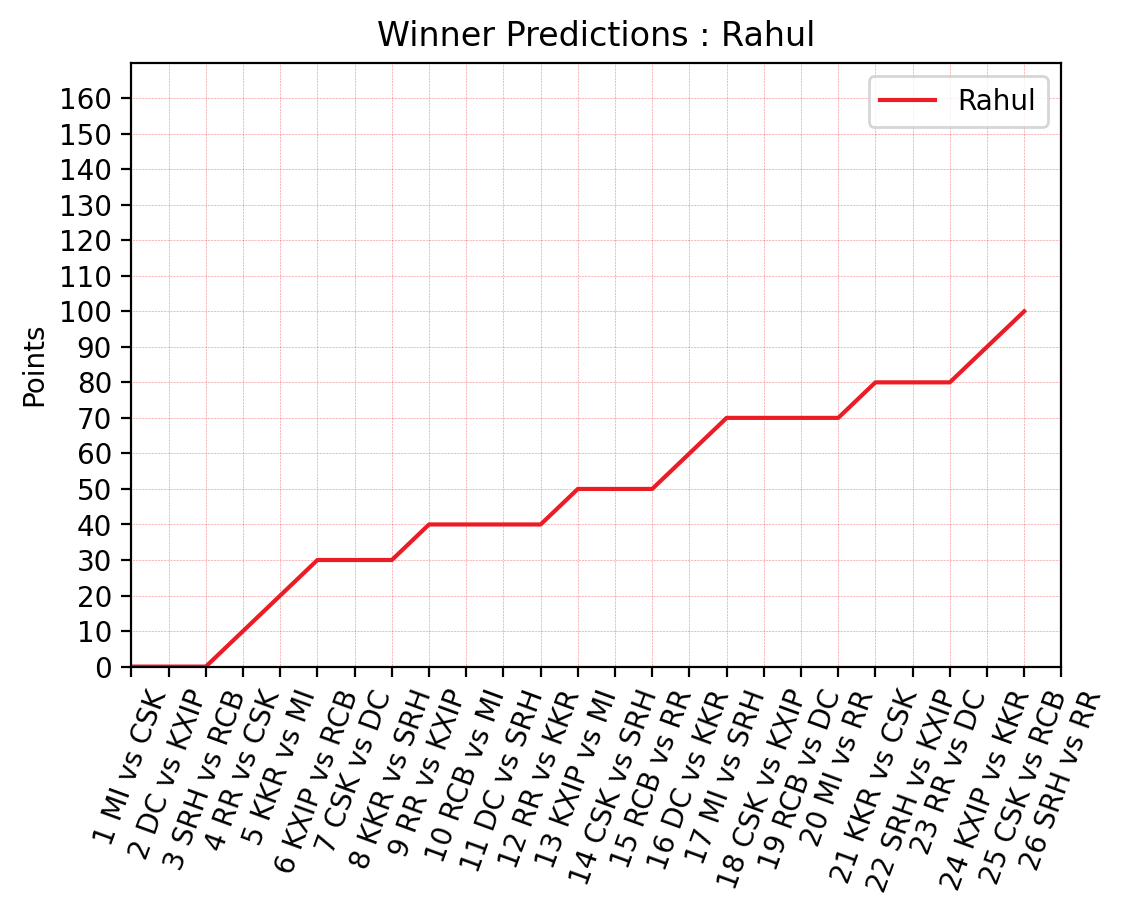 Winner Predictions : Rahul
Rahul
Points
160
150
140
130
120
110
100
90
80
70
60
50
40
30
20
10
0
1 MI vs CSK
2 DC vs KXIP
3 SRH vs RCB
4 RR vs CSK
5 KKR vs MI
6 KXIP vs RCB
7 CSK vs DC
8 KKR vs SRH
9 RR vs KXIP
10 RCB vs MI
11 DC vs SRH
12 RR vs KKR
13 KXIP vs MI
14 CSK vs SRH
15 RCB vs RR
16 DC vs KKR
17 MI vs SRH
18 CSK vs KXIP
19 RCB vs DC
20 MI vs RR
21 KKR vs CSK
22 SRH vs KXIP
23 RR vs DC
24 KXIP vs KKR
25 CSK vs RCB
26 SRH vs RR